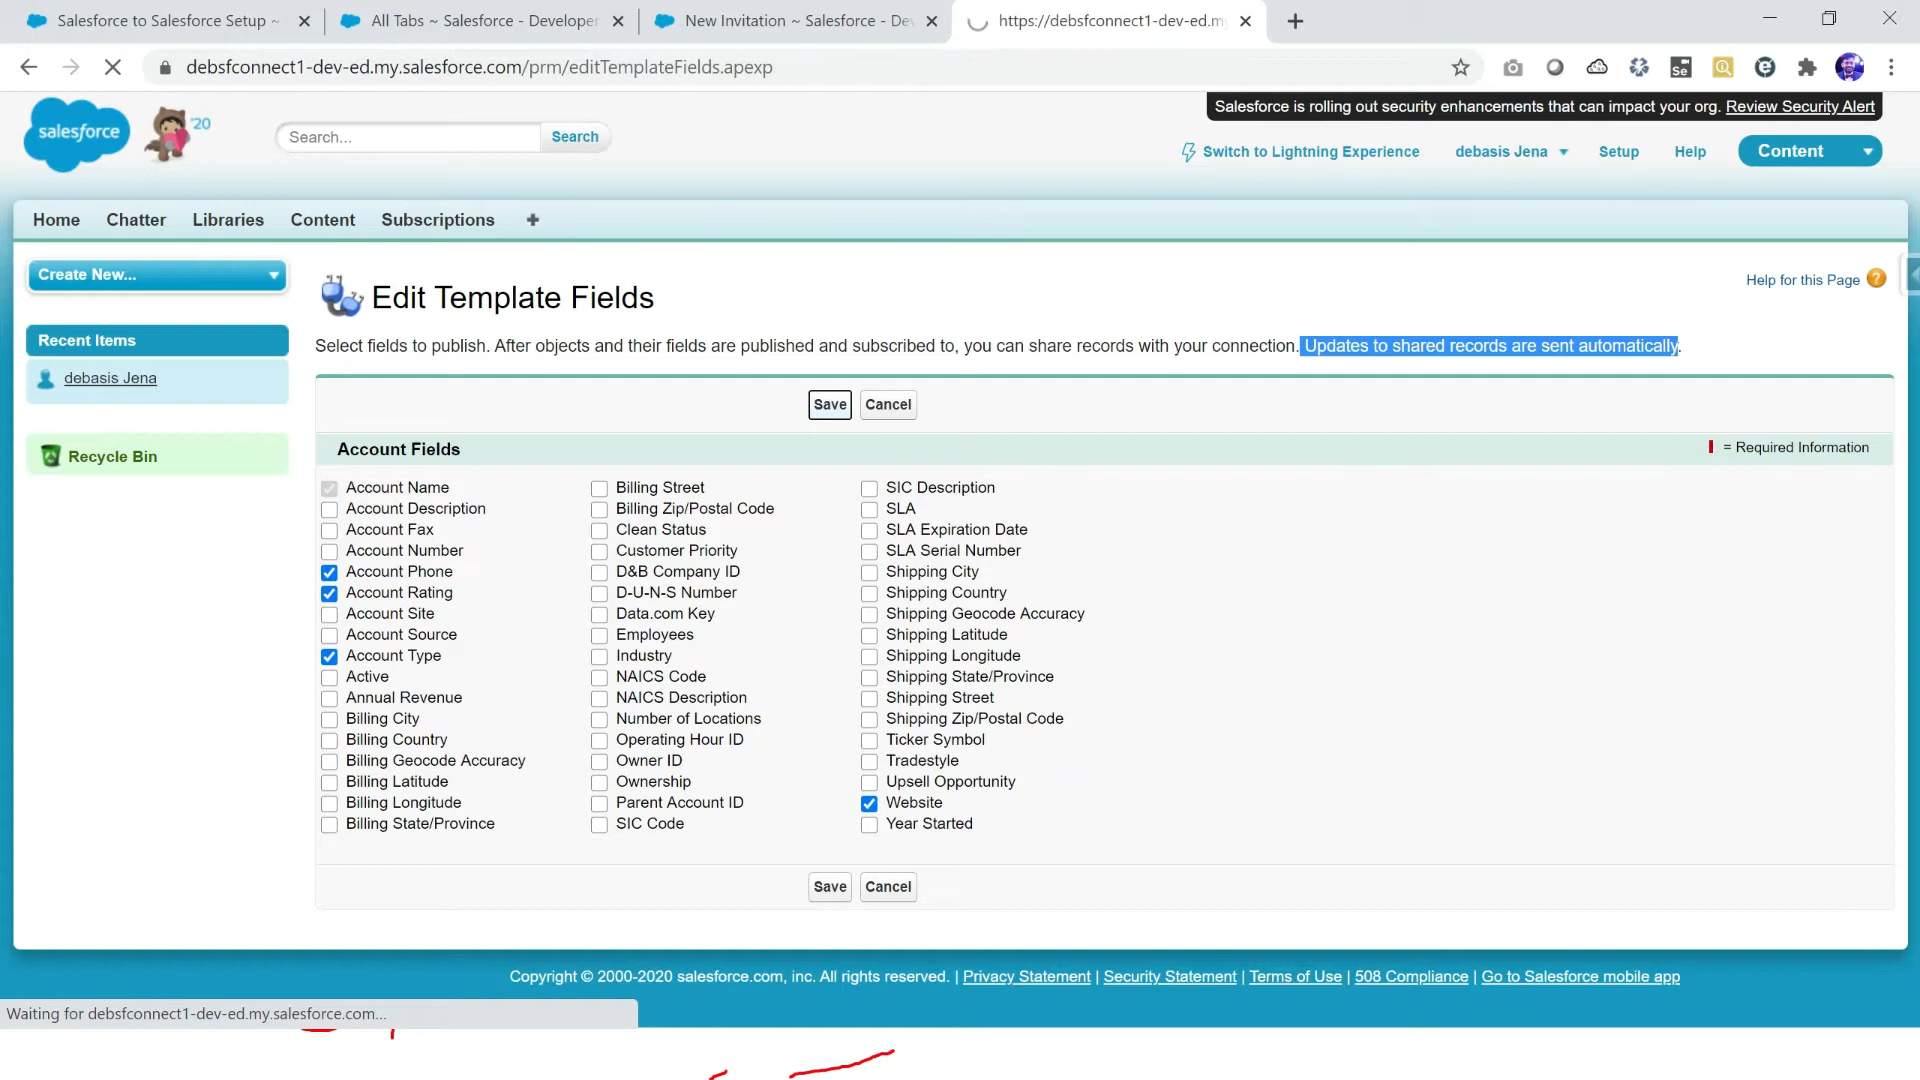 Salesforce to Salesforce Setup ~
All Tabs ~ Salesforce - Developer
New Invitation ~ Salesforce - Dev
https://debsfconnect1-dev-ed.my
debsfconnect1-dev-ed.my.salesforce.com/prm/editTemplateFields.apexp
Se
Salesforce is rolling out security enhancements that can impact your org. Review Security Alert
salesforce
'20
Search...
Search
Switch to Lightning Experience
debasis Jena
Setup
Help
Content
Home
Chatter
Libraries
Content
Subscriptions
+
Create New...
Recent Items
debasis Jena
Recycle Bin
Edit Template Fields
Help for this Page ?
Select fields to publish. After objects and their fields are published and subscribed to, you can share records with your connection. Updates to shared records are sent automatically.
Save
Cancel
Account Fields
= Required Information
Account Name
Account Description
Account Fax
Account Number
Account Phone
Account Rating
Account Site
Account Source
Account Type
Active
Annual Revenue
Billing City
Billing Country
Billing Geocode Accuracy
Billing Latitude
Billing Longitude
Billing State/Province
Billing Street
Billing Zip/Postal Code
Clean Status
Customer Priority
D&B Company ID
D-U-N-S Number
Data.com Key
Employees
Industry
NAICS Code
NAICS Description
Number of Locations
Operating Hour ID
Owner ID
Ownership
Parent Account ID
SIC Code
SIC Description
SLA
SLA Expiration Date
SLA Serial Number
Shipping City
Shipping Country
Shipping Geocode Accuracy
Shipping Latitude
Shipping Longitude
Shipping State/Province
Shipping Street
Shipping Zip/Postal Code
Ticker Symbol
Tradestyle
Upsell Opportunity
Website
Year Started
Save
Cancel
Copyright © 2000-2020 salesforce.com, inc. All rights reserved. | Privacy Statement | Security Statement | Terms of Use | 508 Compliance | Go to Salesforce mobile app
Waiting for debsfconnect1-dev-ed.my.salesforce.com...